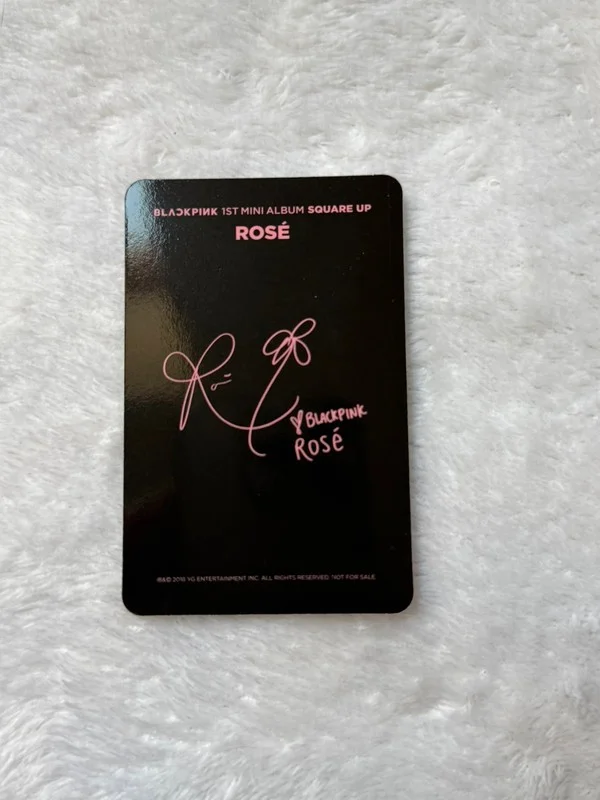 BLACKPINK 1ST MINI ALBUM SQUARE UP
ROSÉ
Rosé
BLACKPINK
ROSÉ
℗&© 2018 YG ENTERTAINMENT INC. ALL RIGHTS RESERVED. NOT FOR SALE